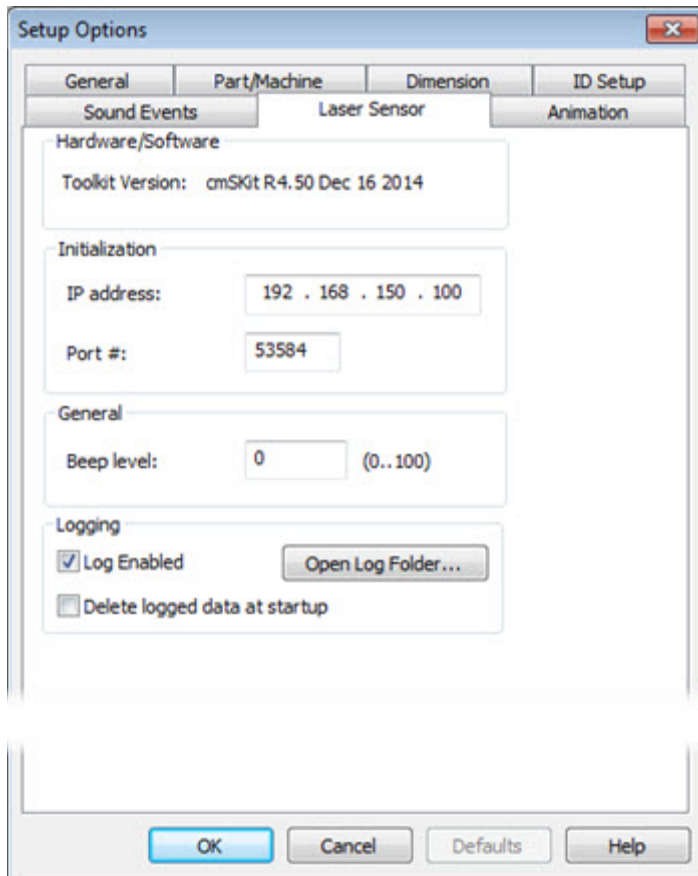 Setup Options
General Part/Machine Dimension ID Setup
Sound Events Laser Sensor Animation
Hardware/Software
Toolkit Version: cmSKit R4.50 Dec 16 2014
Initialization
IP address: 192 . 168 . 150 . 100
Port #: 53584
General
Beep level: 0 (0..100)
Logging
Log Enabled Open Log Folder...
Delete logged data at startup
OK Cancel Defaults Help